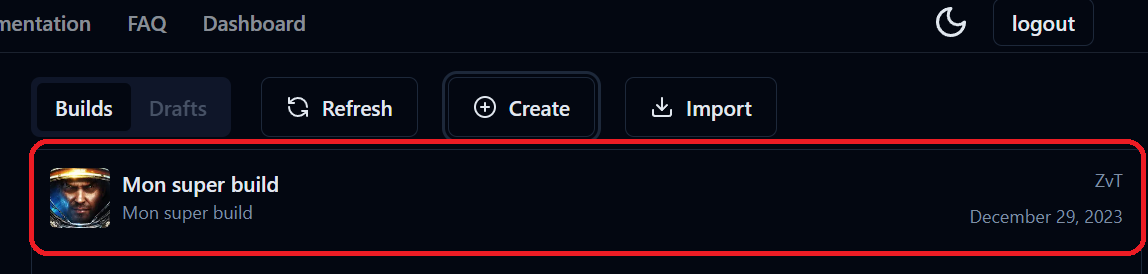 mentation FAQ Dashboard logout
Builds Drafts Refresh Create Import
Mon super build ZvT
Mon super build December 29, 2023